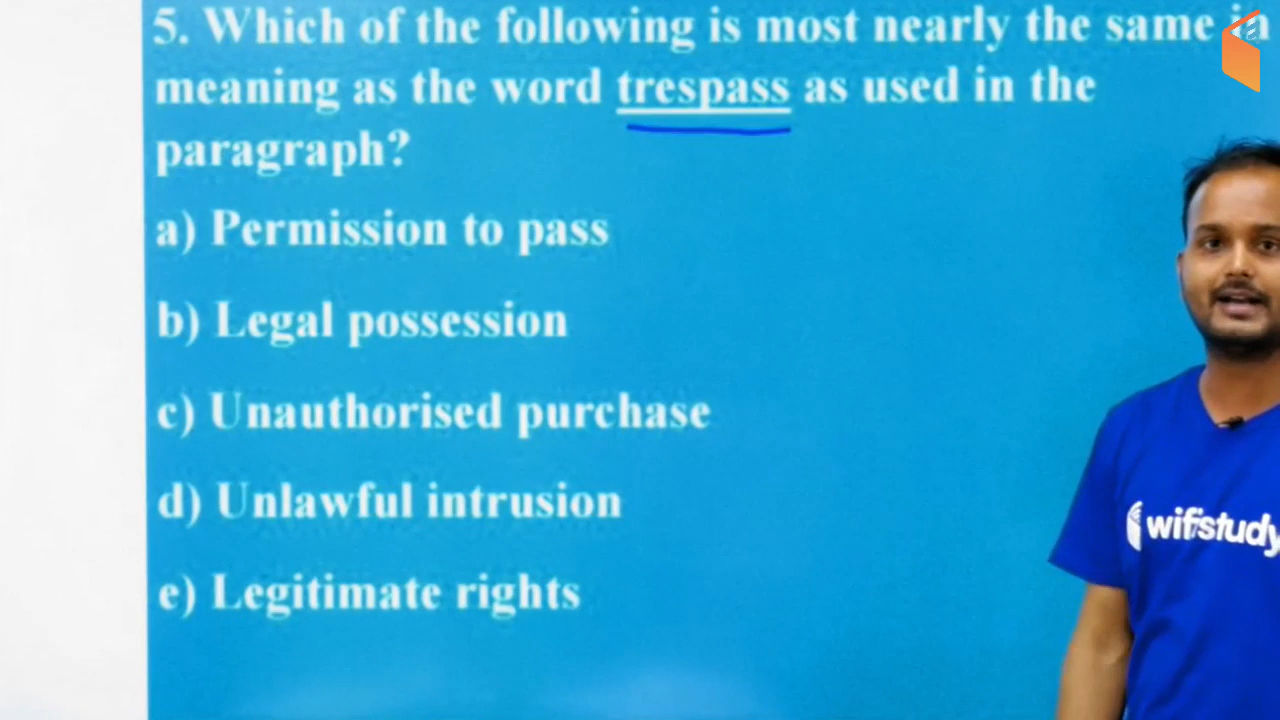 5. Which of the following is most nearly the same in
meaning as the word trespass as used in the
paragraph?
a) Permission to pass
b) Legal possession
c) Unauthorised purchase
d) Unlawful intrusion
e) Legitimate rights
wifistudy